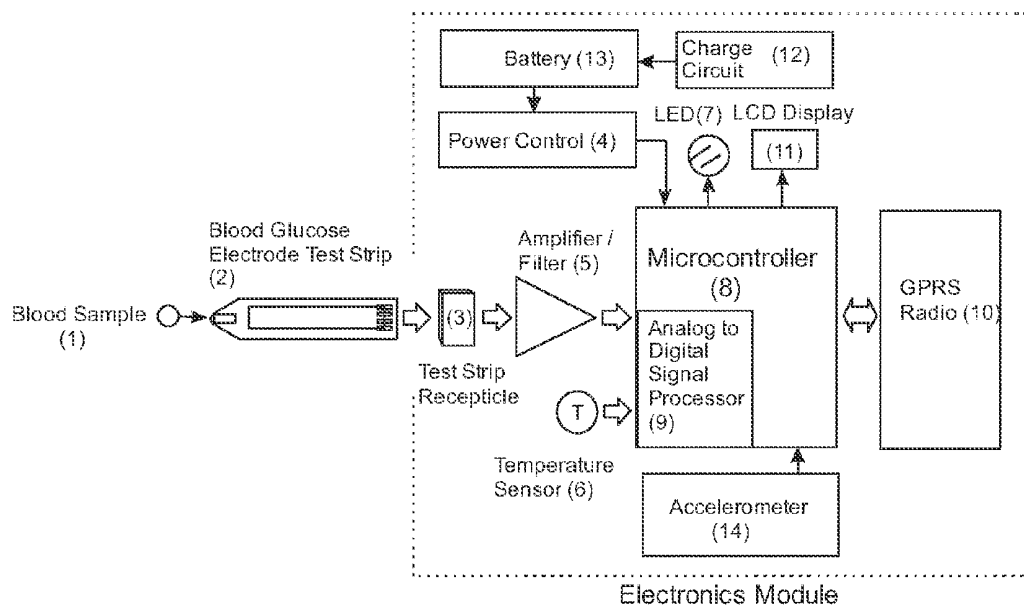 Battery (13)
Charge (12)
Circuit
Power Control (4)
LED(7)
LCD Display
(11)
Blood Glucose
Electrode Test Strip
(2)
Amplifier /
Filter (5)
Microcontroller
(8)
GPRS
Radio (10)
Blood Sample
(1)
(3)
Test Strip
Recepticle
Analog to
Digital
Signal
Processor
(9)
T
Temperature
Sensor (6)
Accelerometer
(14)
Electronics Module